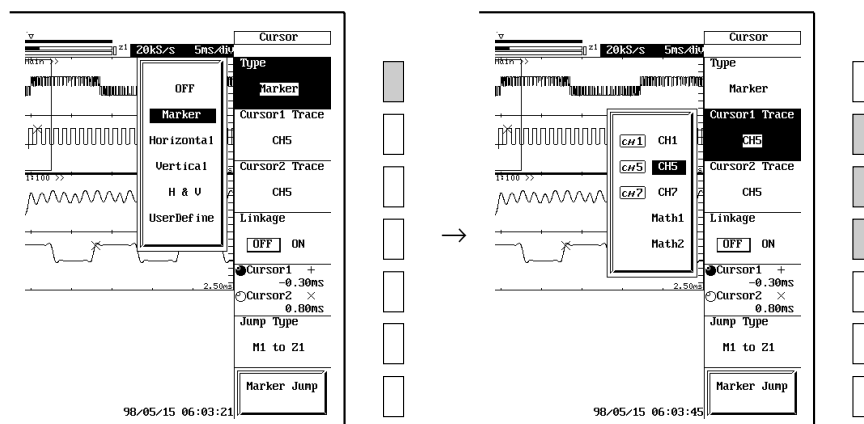 Cursor
z1 20kS/s 5ms/div
Main >>
Type
OFF
Marker
Marker
Cursor1 Trace
Horizontal
CH5
Vertical
Cursor2 Trace
1:100 >>
H & V
CH5
UserDefine
Linkage
OFF ON
Cursor1 +
-0.30ms
2.50ms
Cursor2 ×
0.80ms
Jump Type
M1 to Z1
Marker Jump
98/05/15 06:03:21
→
Cursor
z1 20kS/s 5ms/div
Main >>
Type
Marker
Cursor1 Trace
CH1 CH1
CH5
CH5 CH5
Cursor2 Trace
1:100 >>
CH7 CH7
CH5
Math1
Linkage
Math2
OFF ON
Cursor1 +
-0.30ms
2.50ms
Cursor2 ×
0.80ms
Jump Type
M1 to Z1
Marker Jump
98/05/15 06:03:45